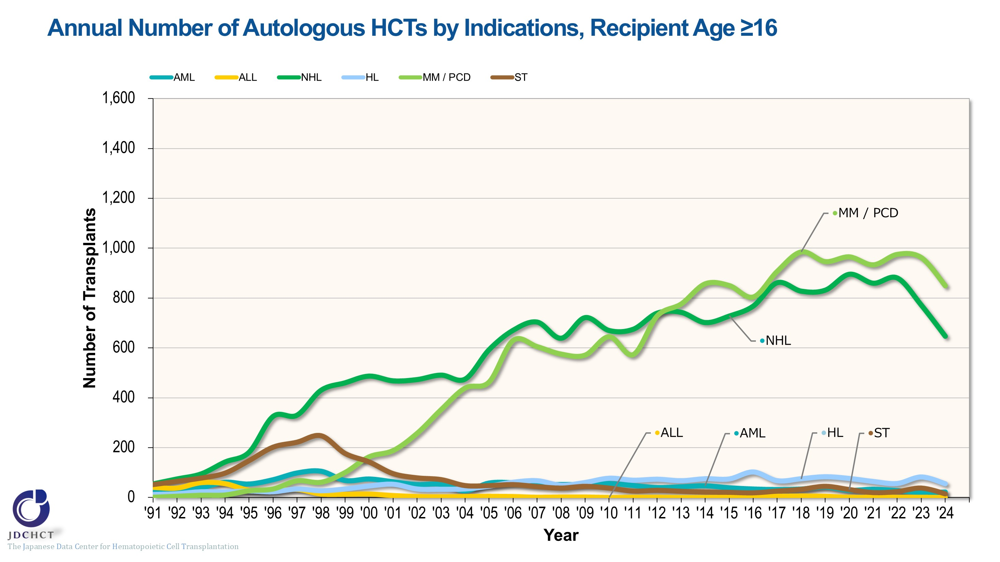 Annual Number of Autologous HCTs by Indications, Recipient Age ≥16
AML ALL NHL HL MM / PCD ST
Number of Transplants
1,600
1,400
1,200
1,000
800
600
400
200
0
MM / PCD
NHL
ALL AML HL ST
'91 '92 '93 '94 '95 '96 '97 '98 '99 '00 '01 '02 '03 '04 '05 '06 '07 '08 '09 '10 '11 '12 '13 '14 '15 '16 '17 '18 '19 '20 '21 '22 '23 '24
Year
JDCHCT
The Japanese Data Center for Hematopoietic Cell Transplantation